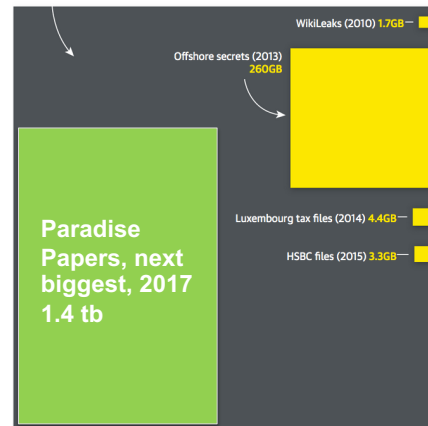 WikiLeaks (2010) 1.7GB
Offshore secrets (2013)
260GB
Paradise
Papers, next
biggest, 2017
1.4 tb
Luxembourg tax files (2014) 4.4GB
HSBC files (2015) 3.3GB